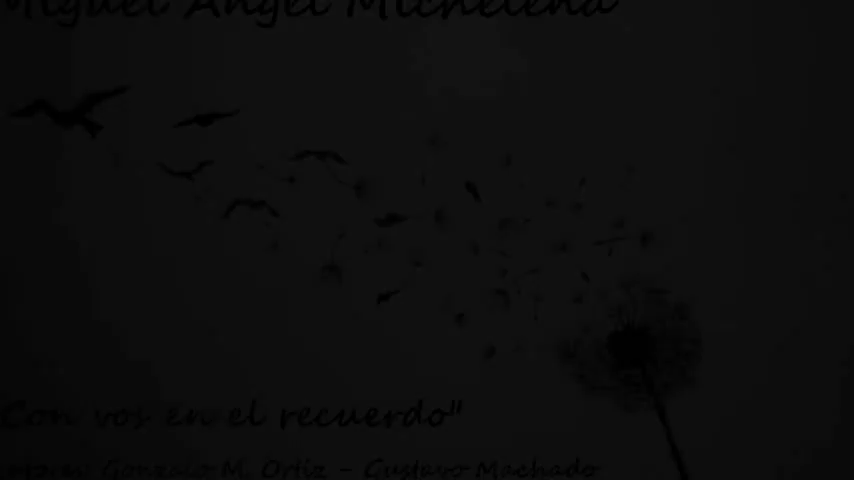 Miguel Angel Michelena
Con vos en el recuerdo"
Gonzalo M. Ortiz - Gustavo Machado